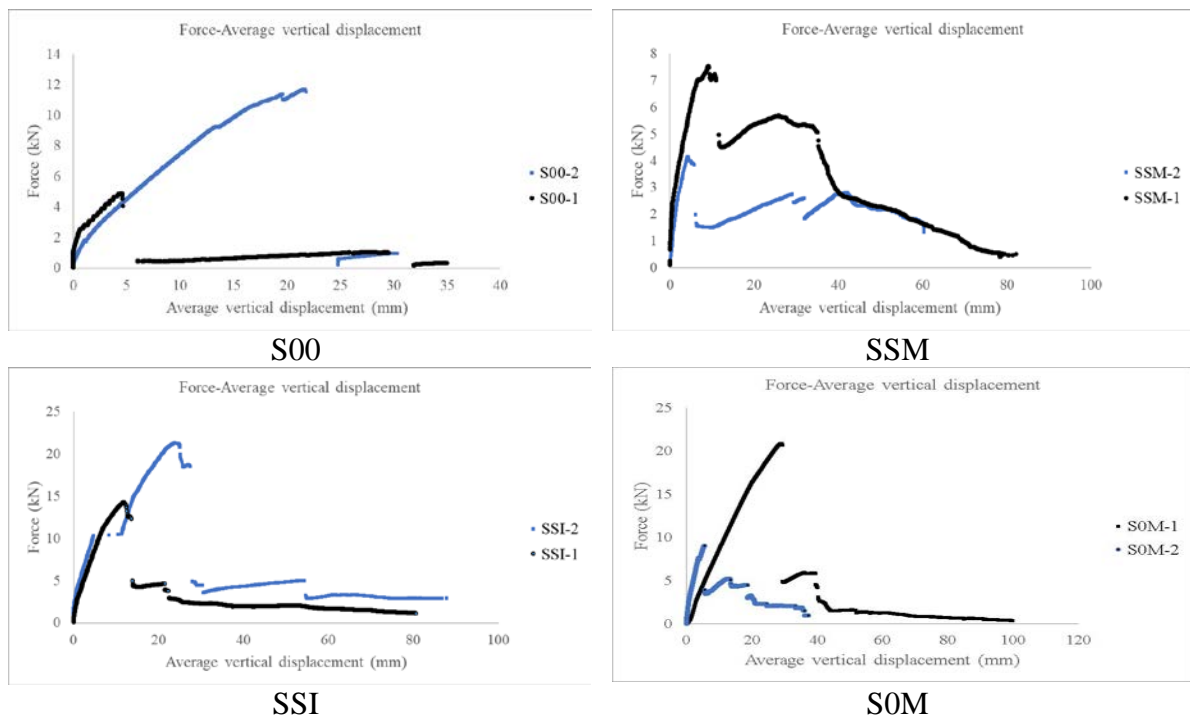 Force-Average vertical displacement
14
12
10
8
6
4
2
0
Force (kN)
S00-2
S00-1
0 5 10 15 20 25 30 35 40
Average vertical displacement (mm)
S00
Force-Average vertical displacement
8
7
6
5
4
3
2
1
0
Force (kN)
SSM-2
SSM-1
0 20 40 60 80 100
Average vertical displacement (mm)
SSM
Force-Average vertical displacement
25
20
15
10
5
0
Force (kN)
SSI-2
SSI-1
0 20 40 60 80 100
Average vertical displacement (mm)
SSI
Force-Average vertical displacement
25
20
15
10
5
0
Force (kN)
S0M-1
S0M-2
0 20 40 60 80 100 120
Average vertical displacement (mm)
S0M